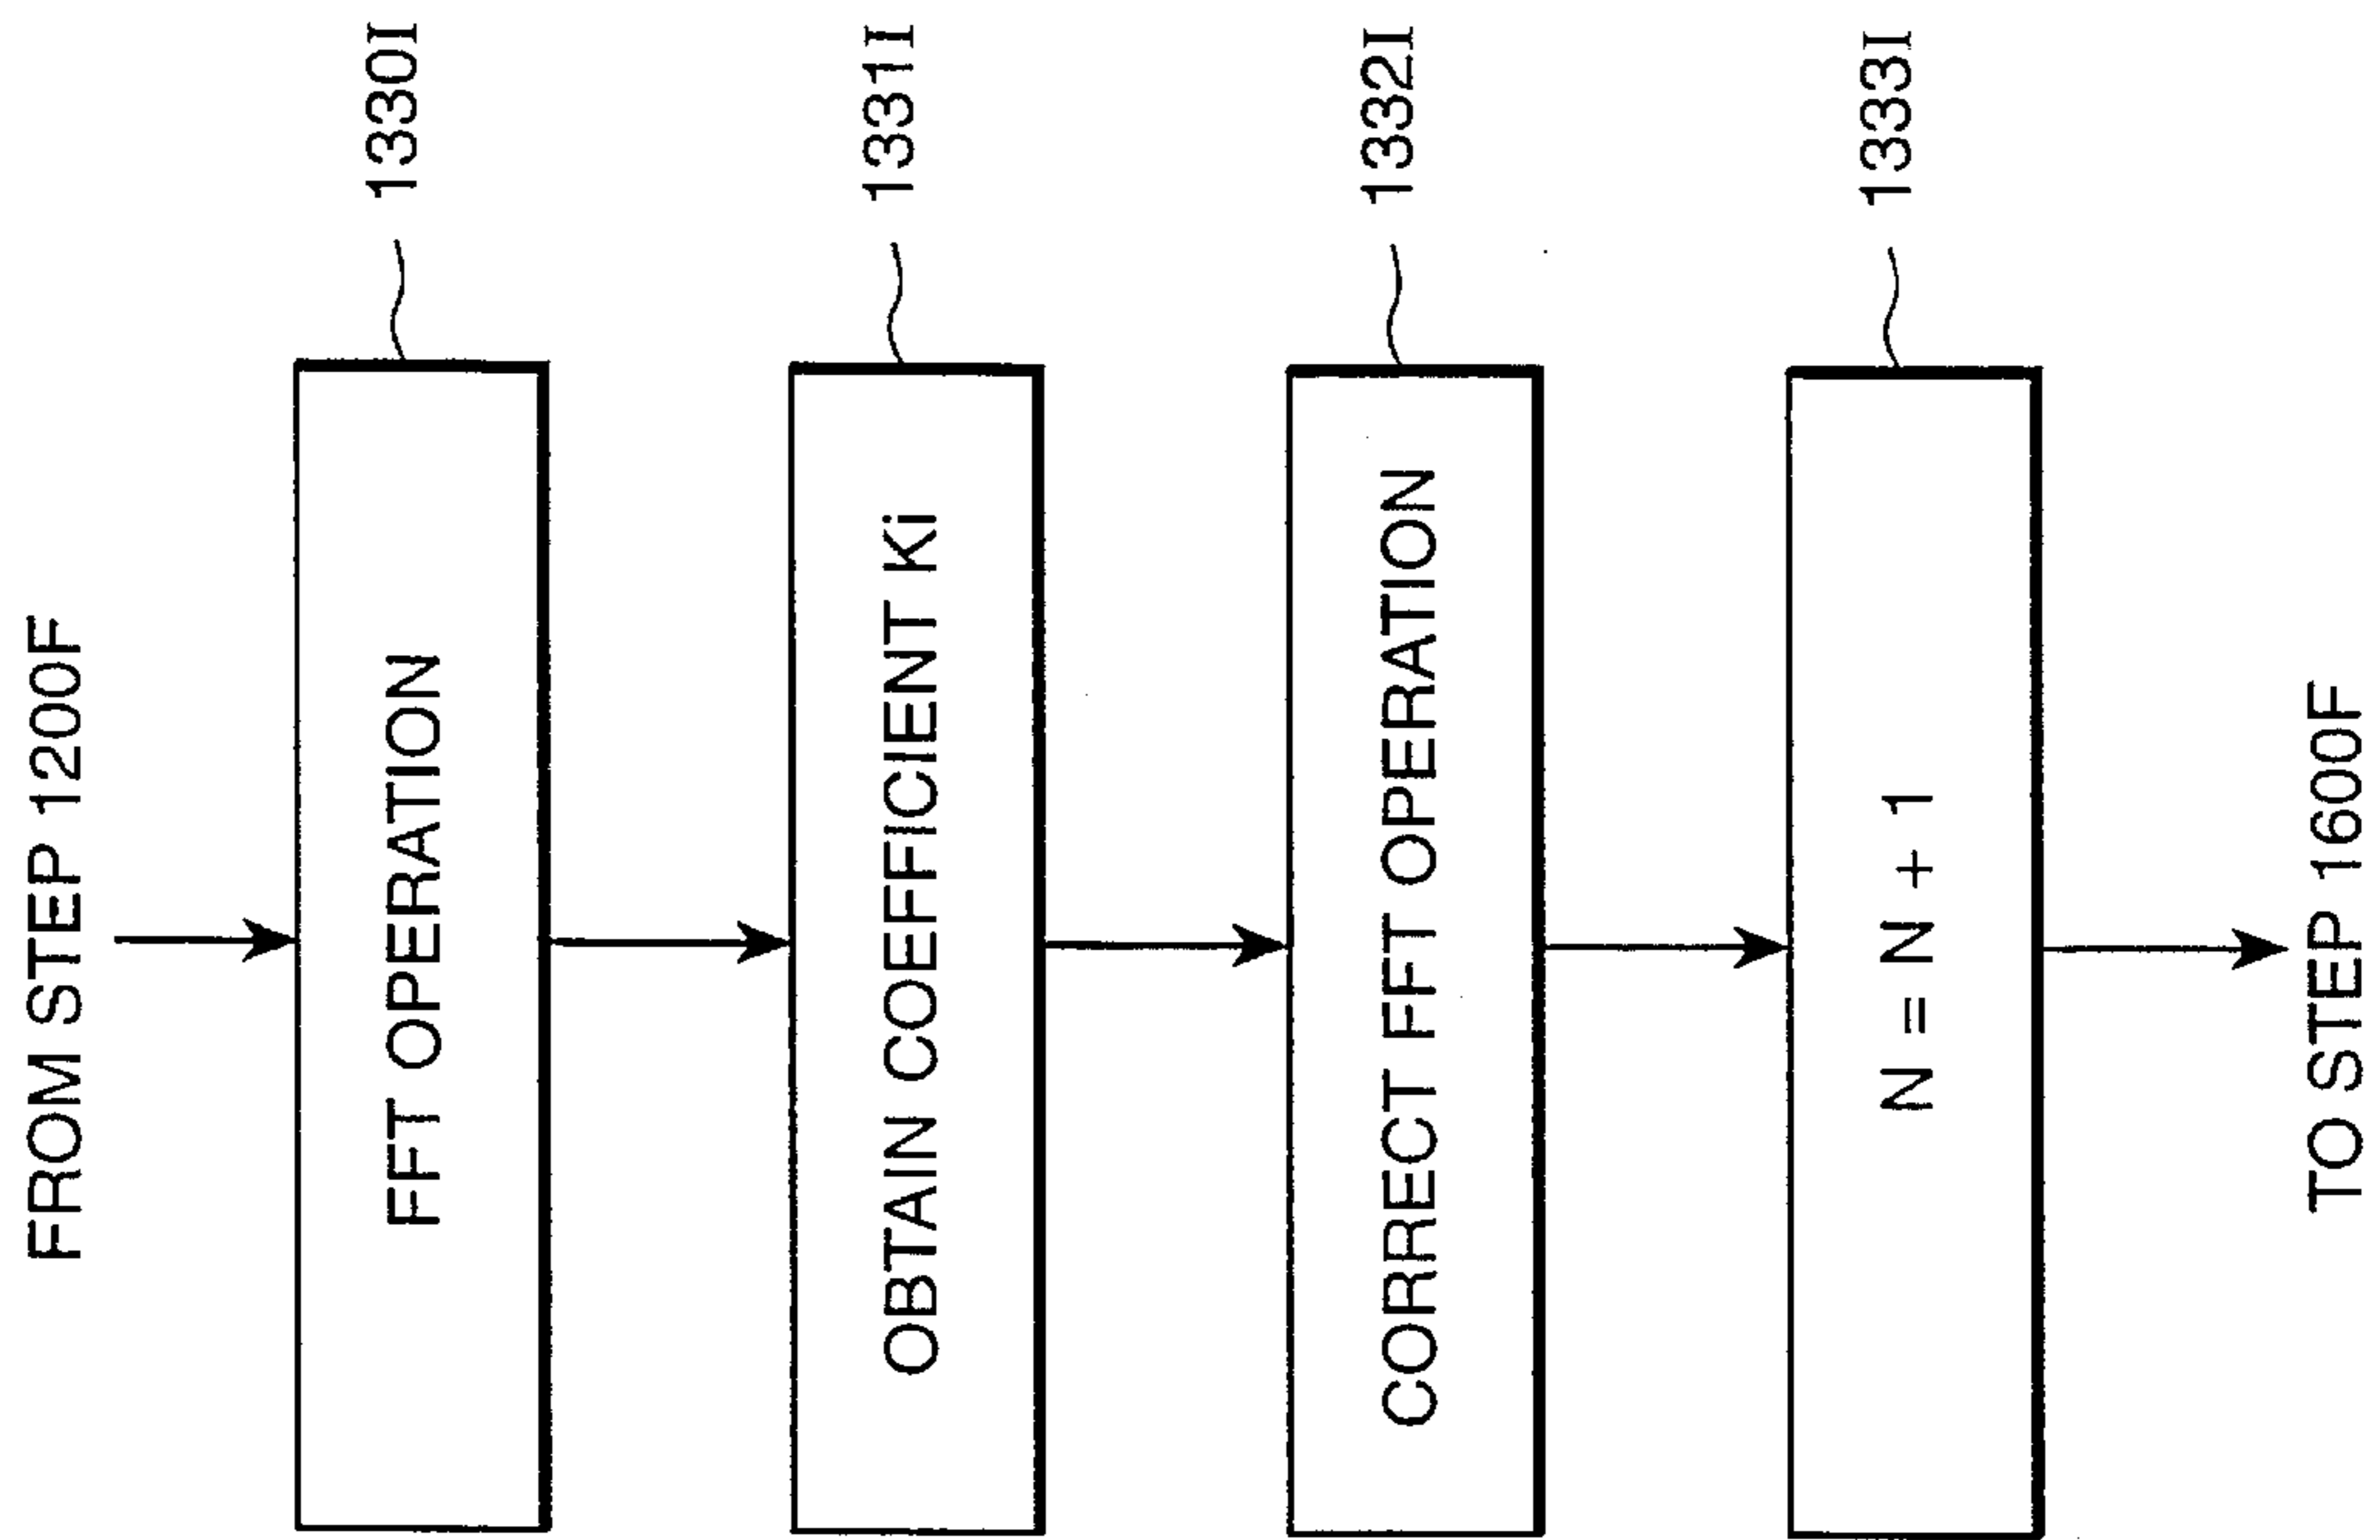 FROM STEP 1200F
FFT OPERATION
1330I
OBTAIN COEFFICIENT Ki
1331I
CORRECT FFT OPERATION
1332I
N = N + 1
1333I
TO STEP 1600F